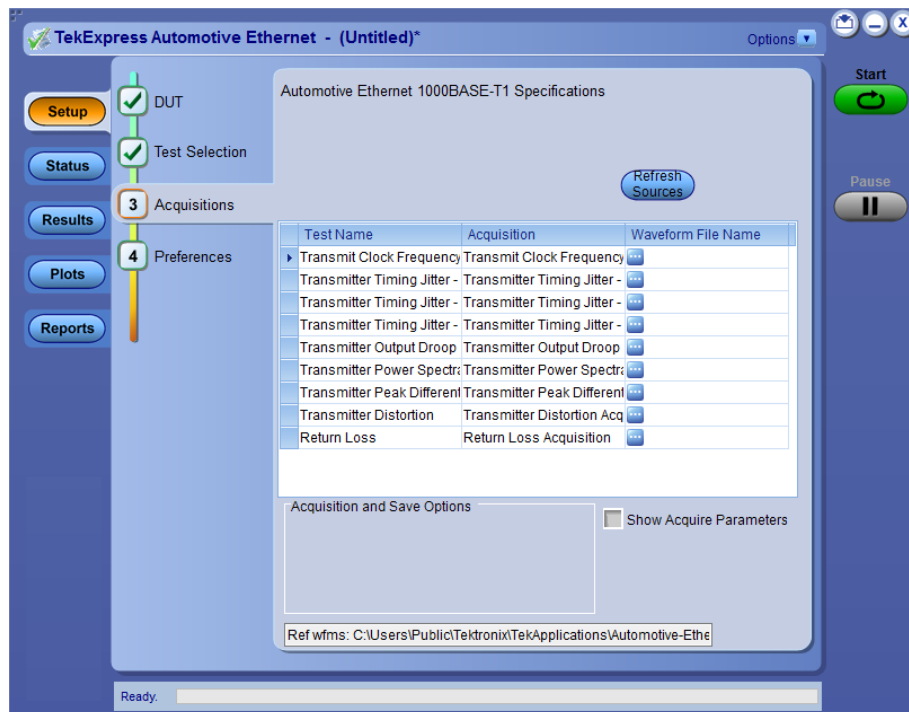 TekExpress Automotive Ethernet - (Untitled)*
Options
X
Start
Pause
Setup
Status
Results
Plots
Reports
DUT
Test Selection
3 Acquisitions
4 Preferences
Automotive Ethernet 1000BASE-T1 Specifications
Refresh
Sources
Test Name Acquisition Waveform File Name
Transmit Clock Frequency Transmit Clock Frequency
Transmitter Timing Jitter - Transmitter Timing Jitter -
Transmitter Timing Jitter - Transmitter Timing Jitter -
Transmitter Timing Jitter - Transmitter Timing Jitter -
Transmitter Output Droop Transmitter Output Droop
Transmitter Power Spectra Transmitter Power Spectra
Transmitter Peak Different Transmitter Peak Different
Transmitter Distortion Transmitter Distortion Acq
Return Loss Return Loss Acquisition
Acquisition and Save Options
Show Acquire Parameters
Ref wfms: C:\Users\Public\Tektronix\TekApplications\Automotive-Ethe
Ready.